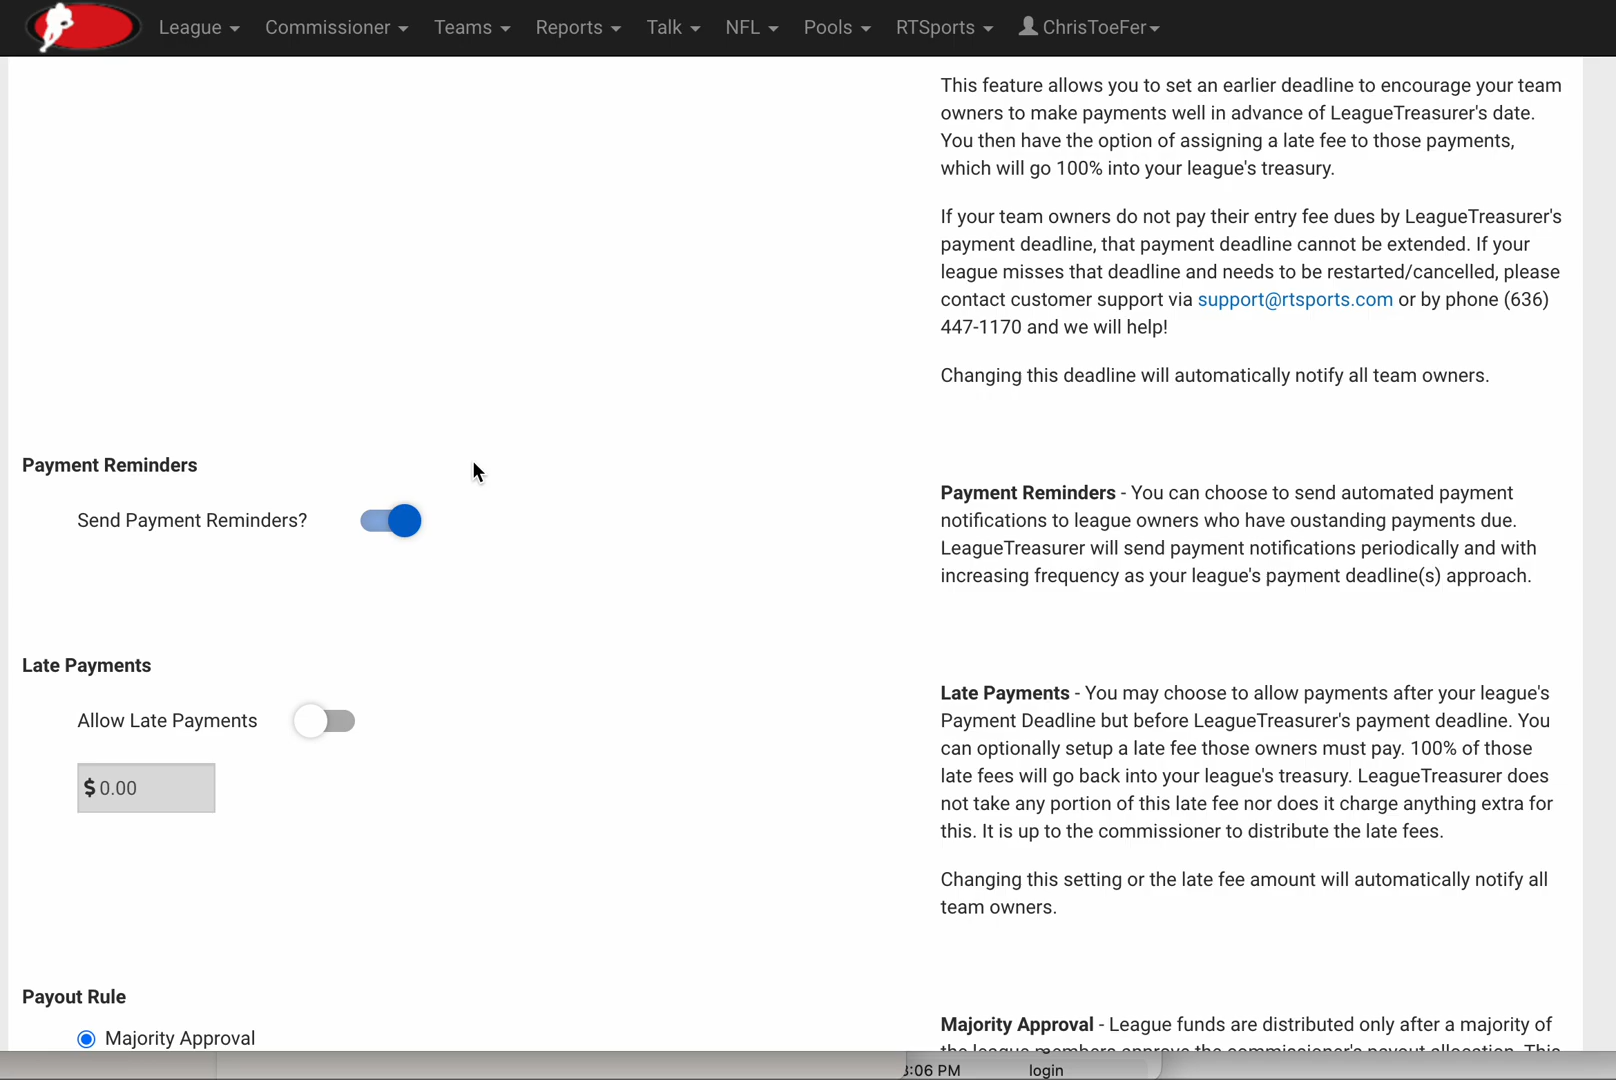 League Commissioner Teams Reports Talk NFL Pools RTSports ChrisToeFer
This feature allows you to set an earlier deadline to encourage your team
owners to make payments well in advance of LeagueTreasurer's date.
You then have the option of assigning a late fee to those payments,
which will go 100% into your league's treasury.
If your team owners do not pay their entry fee dues by LeagueTreasurer's
payment deadline, that payment deadline cannot be extended. If your
league misses that deadline and needs to be restarted/cancelled, please
contact customer support via support@rtsports.com or by phone (636)
447-1170 and we will help!
Changing this deadline will automatically notify all team owners.
Payment Reminders
Send Payment Reminders?
Payment Reminders - You can choose to send automated payment
notifications to league owners who have oustanding payments due.
LeagueTreasurer will send payment notifications periodically and with
increasing frequency as your league's payment deadline(s) approach.
Late Payments
Allow Late Payments
$ 0.00
Late Payments - You may choose to allow payments after your league's
Payment Deadline but before LeagueTreasurer's payment deadline. You
can optionally setup a late fee those owners must pay. 100% of those
late fees will go back into your league's treasury. LeagueTreasurer does
not take any portion of this late fee nor does it charge anything extra for
this. It is up to the commissioner to distribute the late fees.
Changing this setting or the late fee amount will automatically notify all
team owners.
Payout Rule
Majority Approval
Majority Approval - League funds are distributed only after a majority of
the league members approve the commissioner's payout allocation. This
:06 PM login